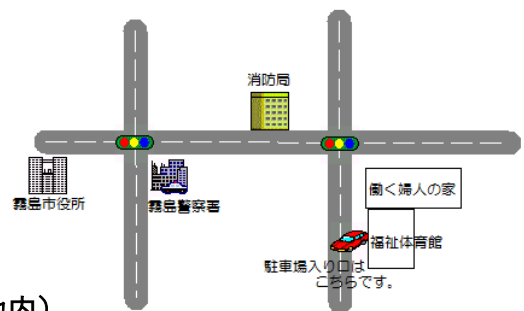 消防局
霧島市役所
霧島警察署
働く婦人の家
福祉体育館
駐車場入り口は
こちらです。
内）